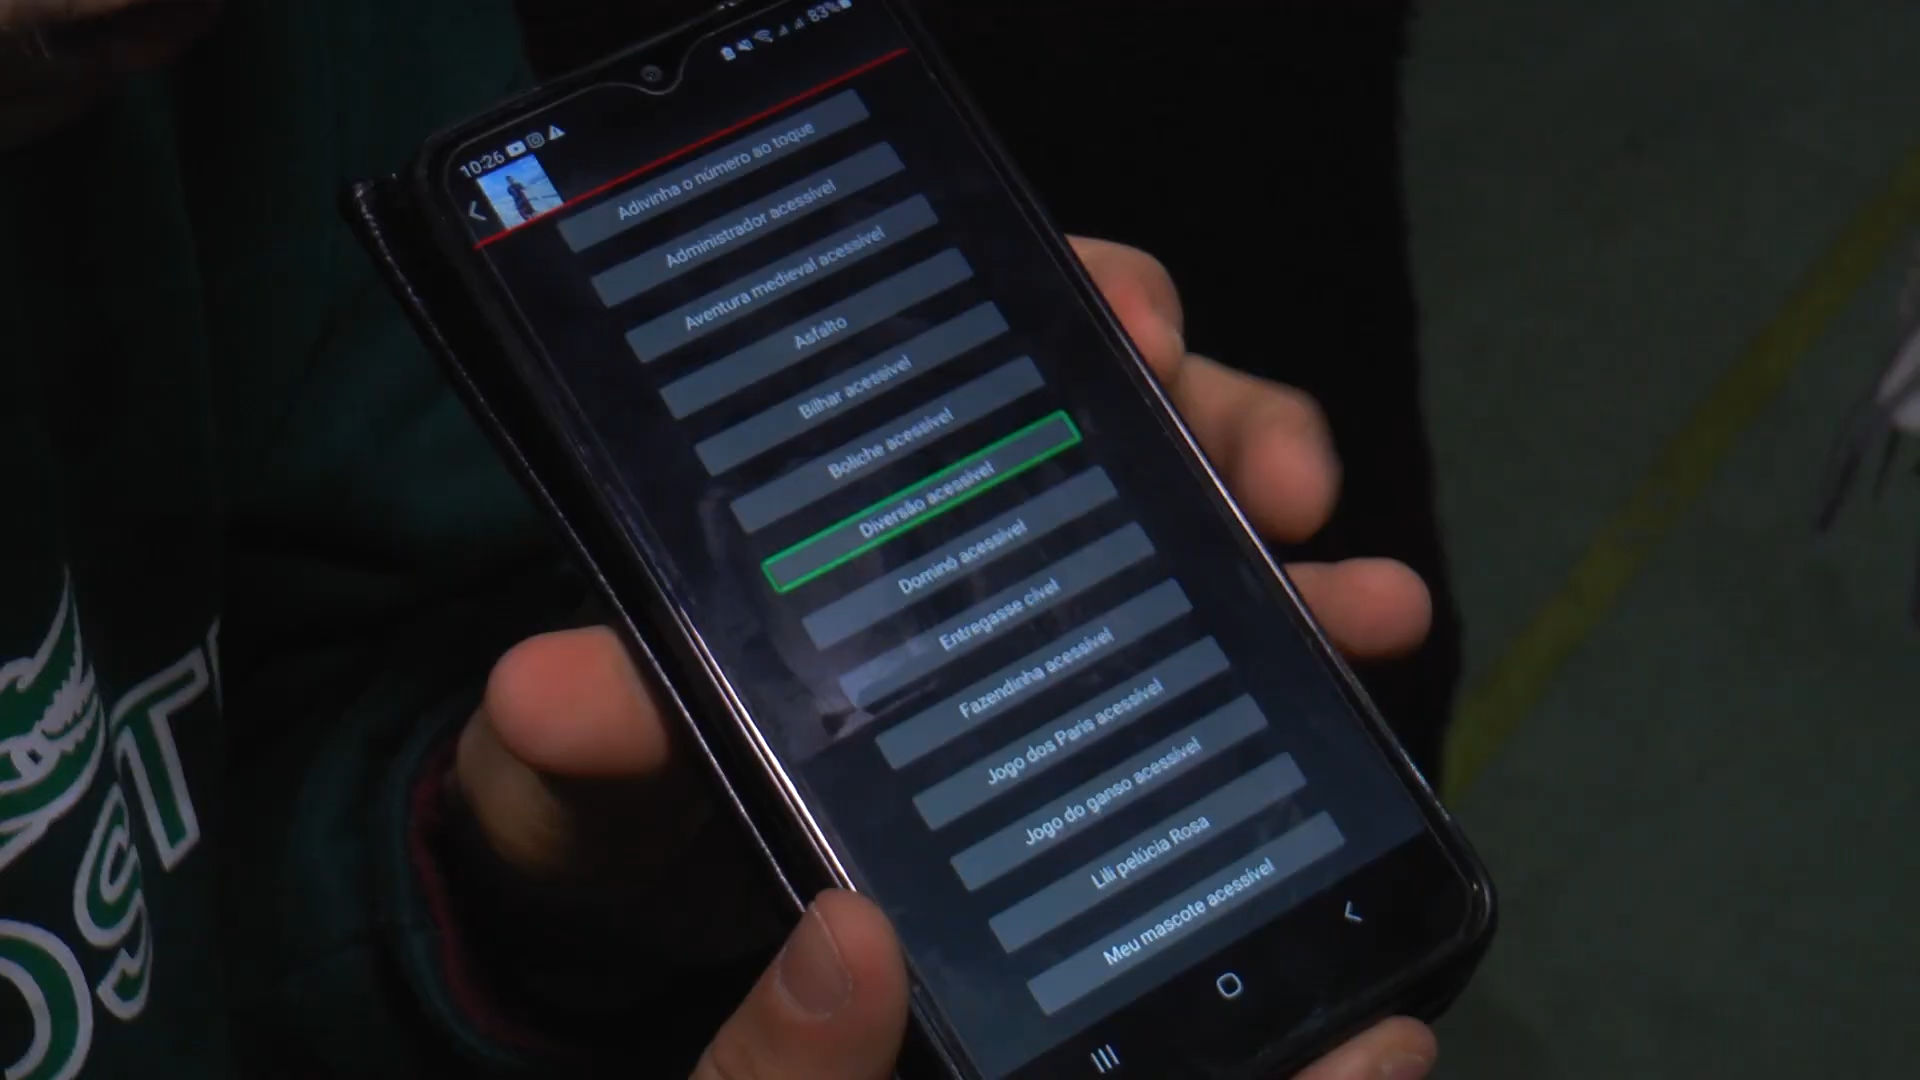 10:26
83%
Adivinha o número ao toque
Administrador acessível
Aventura medieval acessível
Asfalto
Bilhar acessível
Boliche acessível
Diversão acessível
Dominó acessível
Entregasse cível
Fazendinha acessível
Jogo dos Paris acessível
Jogo do ganso acessível
Lili pelúcia Rosa
Meu mascote acessível